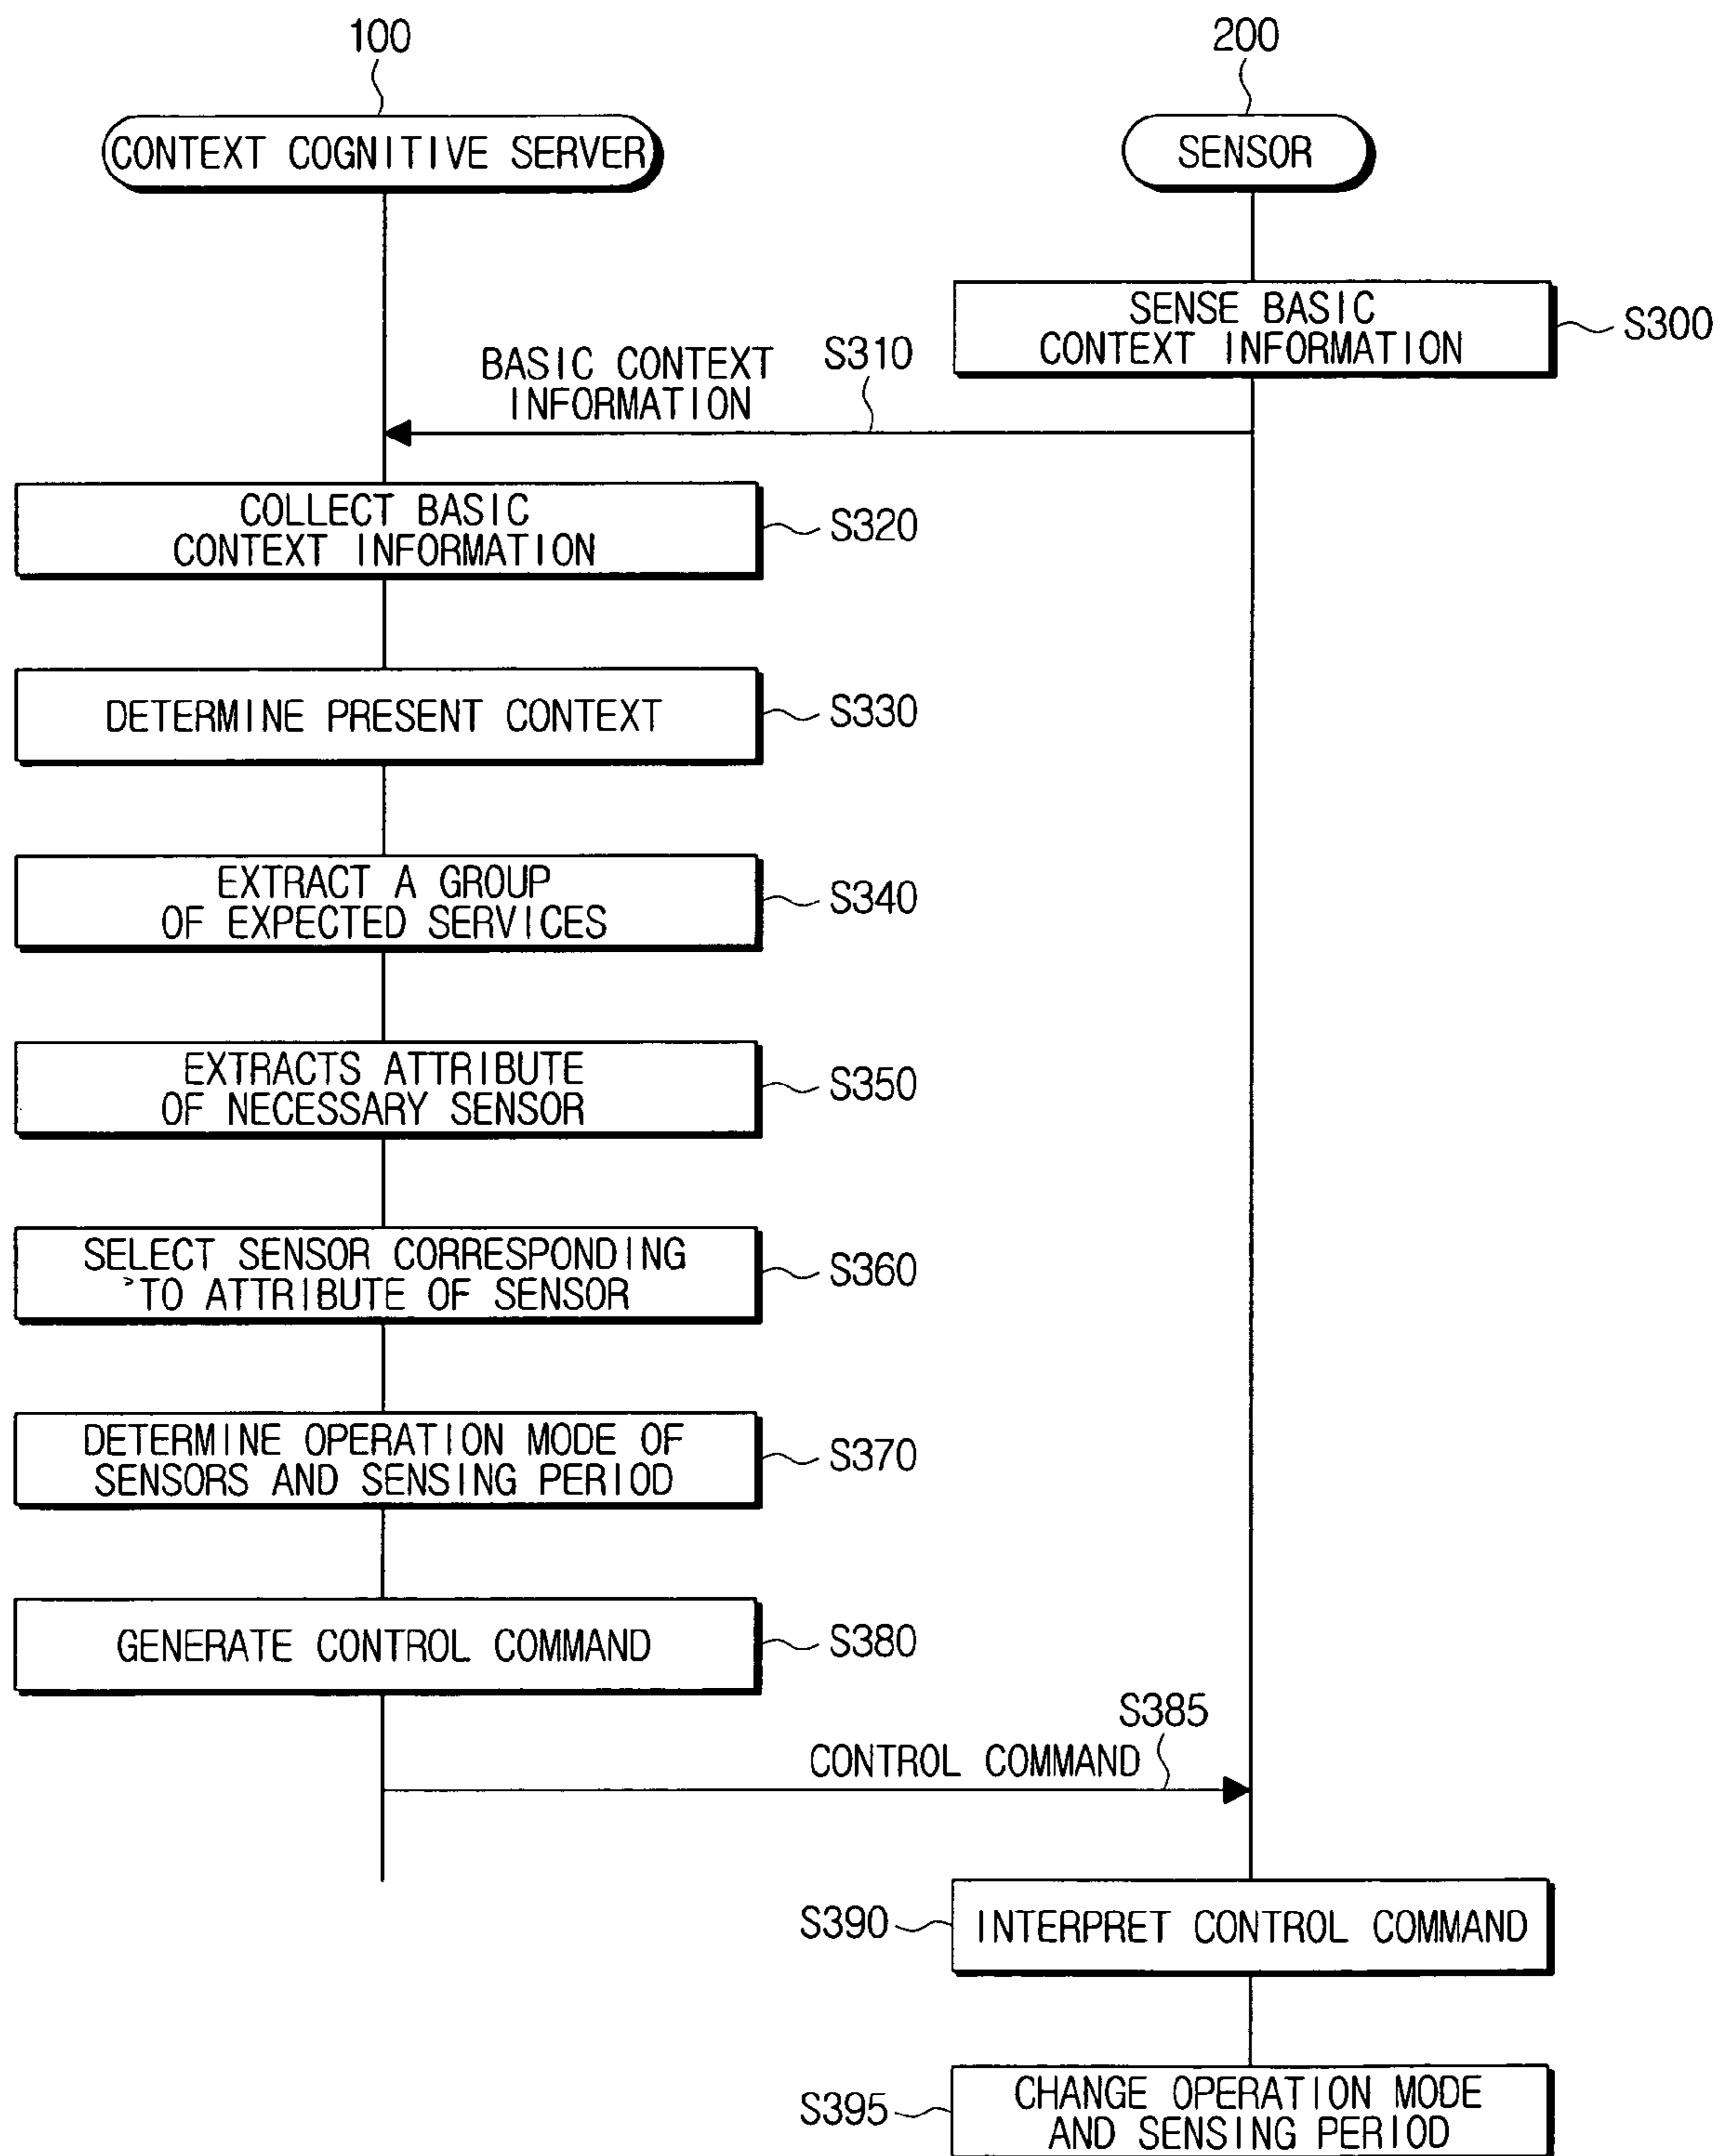 100
200
CONTEXT COGNITIVE SERVER
SENSOR
SENSE BASIC
CONTEXT INFORMATION
S300
BASIC CONTEXT
INFORMATION
S310
COLLECT BASIC
CONTEXT INFORMATION
S320
DETERMINE PRESENT CONTEXT
S330
EXTRACT A GROUP
OF EXPECTED SERVICES
S340
EXTRACTS ATTRIBUTE
OF NECESSARY SENSOR
S350
SELECT SENSOR CORRESPONDING
TO ATTRIBUTE OF SENSOR
S360
DETERMINE OPERATION MODE OF
SENSORS AND SENSING PERIOD
S370
GENERATE CONTROL COMMAND
S380
S385
CONTROL COMMAND
S390
INTERPRET CONTROL COMMAND
S395
CHANGE OPERATION MODE
AND SENSING PERIOD